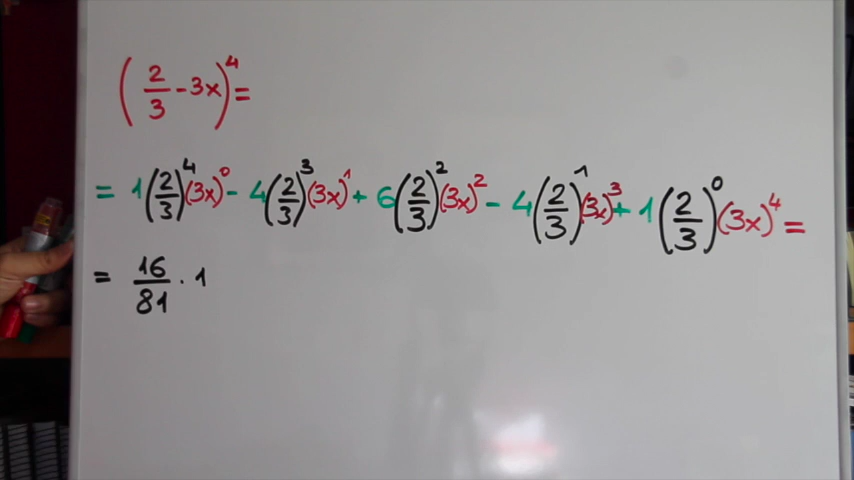 (2/3 - 3x)^4 =
= 1(2/3)^4(3x)^0 - 4(2/3)^3(3x)^1 + 6(2/3)^2(3x)^2 - 4(2/3)^1(3x)^3 + 1(2/3)^0(3x)^4 =
= 16/81 · 1